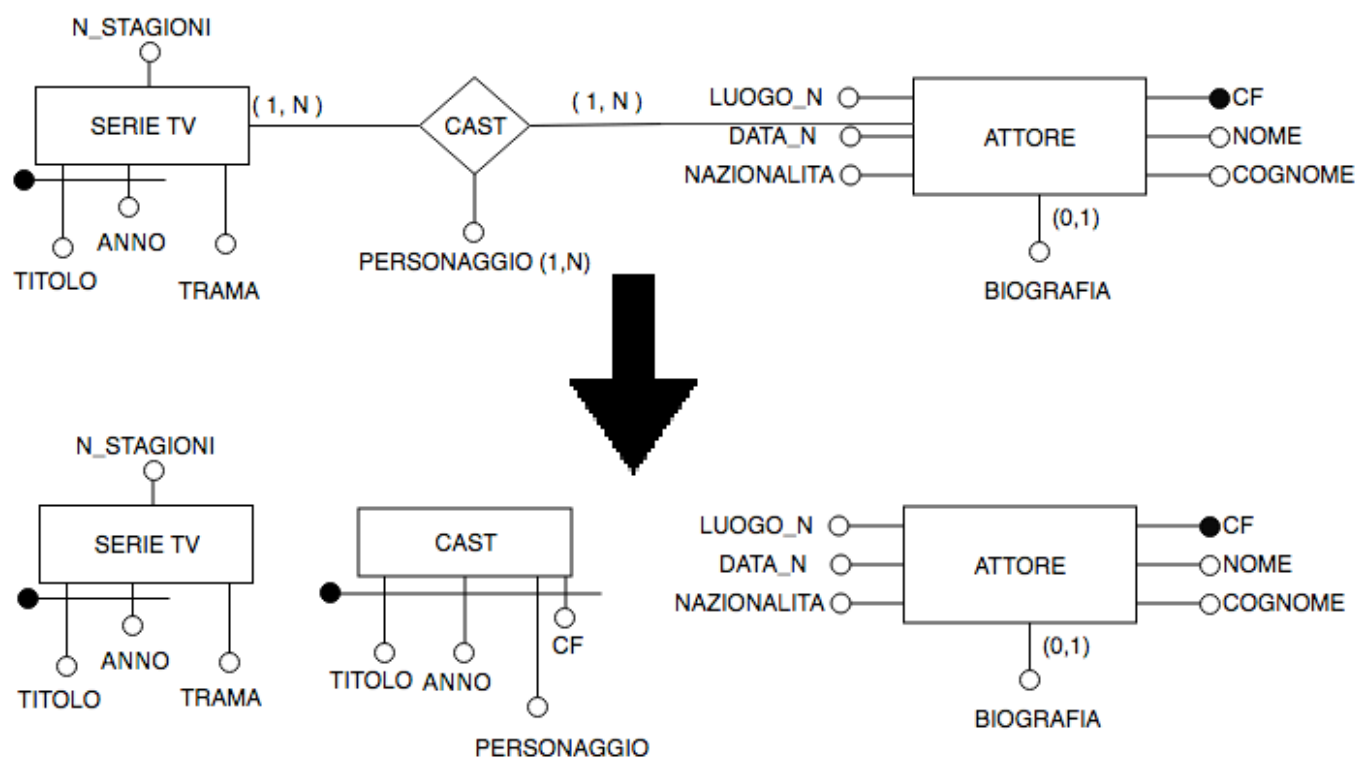 N_STAGIONI
SERIE TV
( 1, N )
CAST
( 1, N )
LUOGO_N
DATA_N
NAZIONALITA
ATTORE
CF
NOME
COGNOME
(0,1)
BIOGRAFIA
TITOLO
ANNO
TRAMA
PERSONAGGIO (1,N)
N_STAGIONI
SERIE TV
TITOLO
ANNO
TRAMA
CAST
TITOLO
ANNO
CF
PERSONAGGIO
LUOGO_N
DATA_N
NAZIONALITA
ATTORE
CF
NOME
COGNOME
(0,1)
BIOGRAFIA